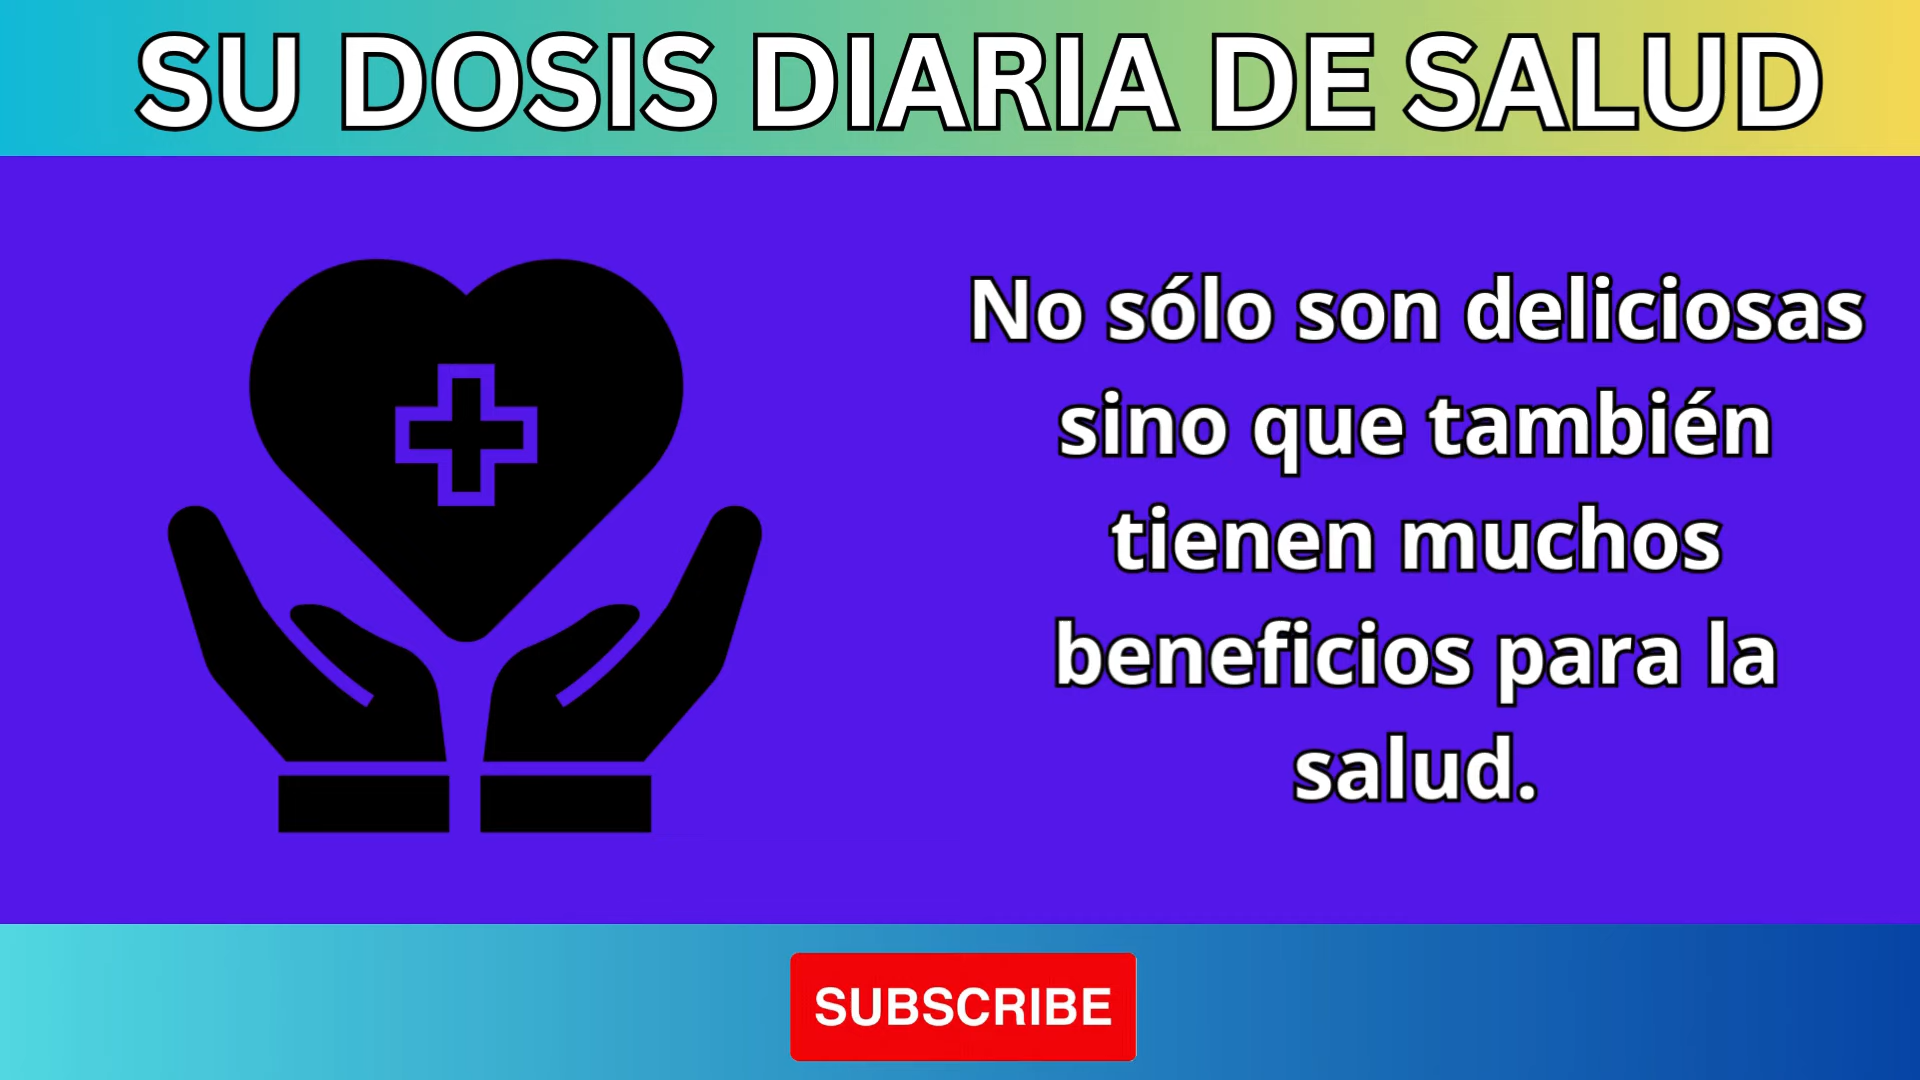 SU DOSIS DIARIA DE SALUD
No sólo son deliciosas
sino que también
tienen muchos
beneficios para la
salud.
SUBSCRIBE